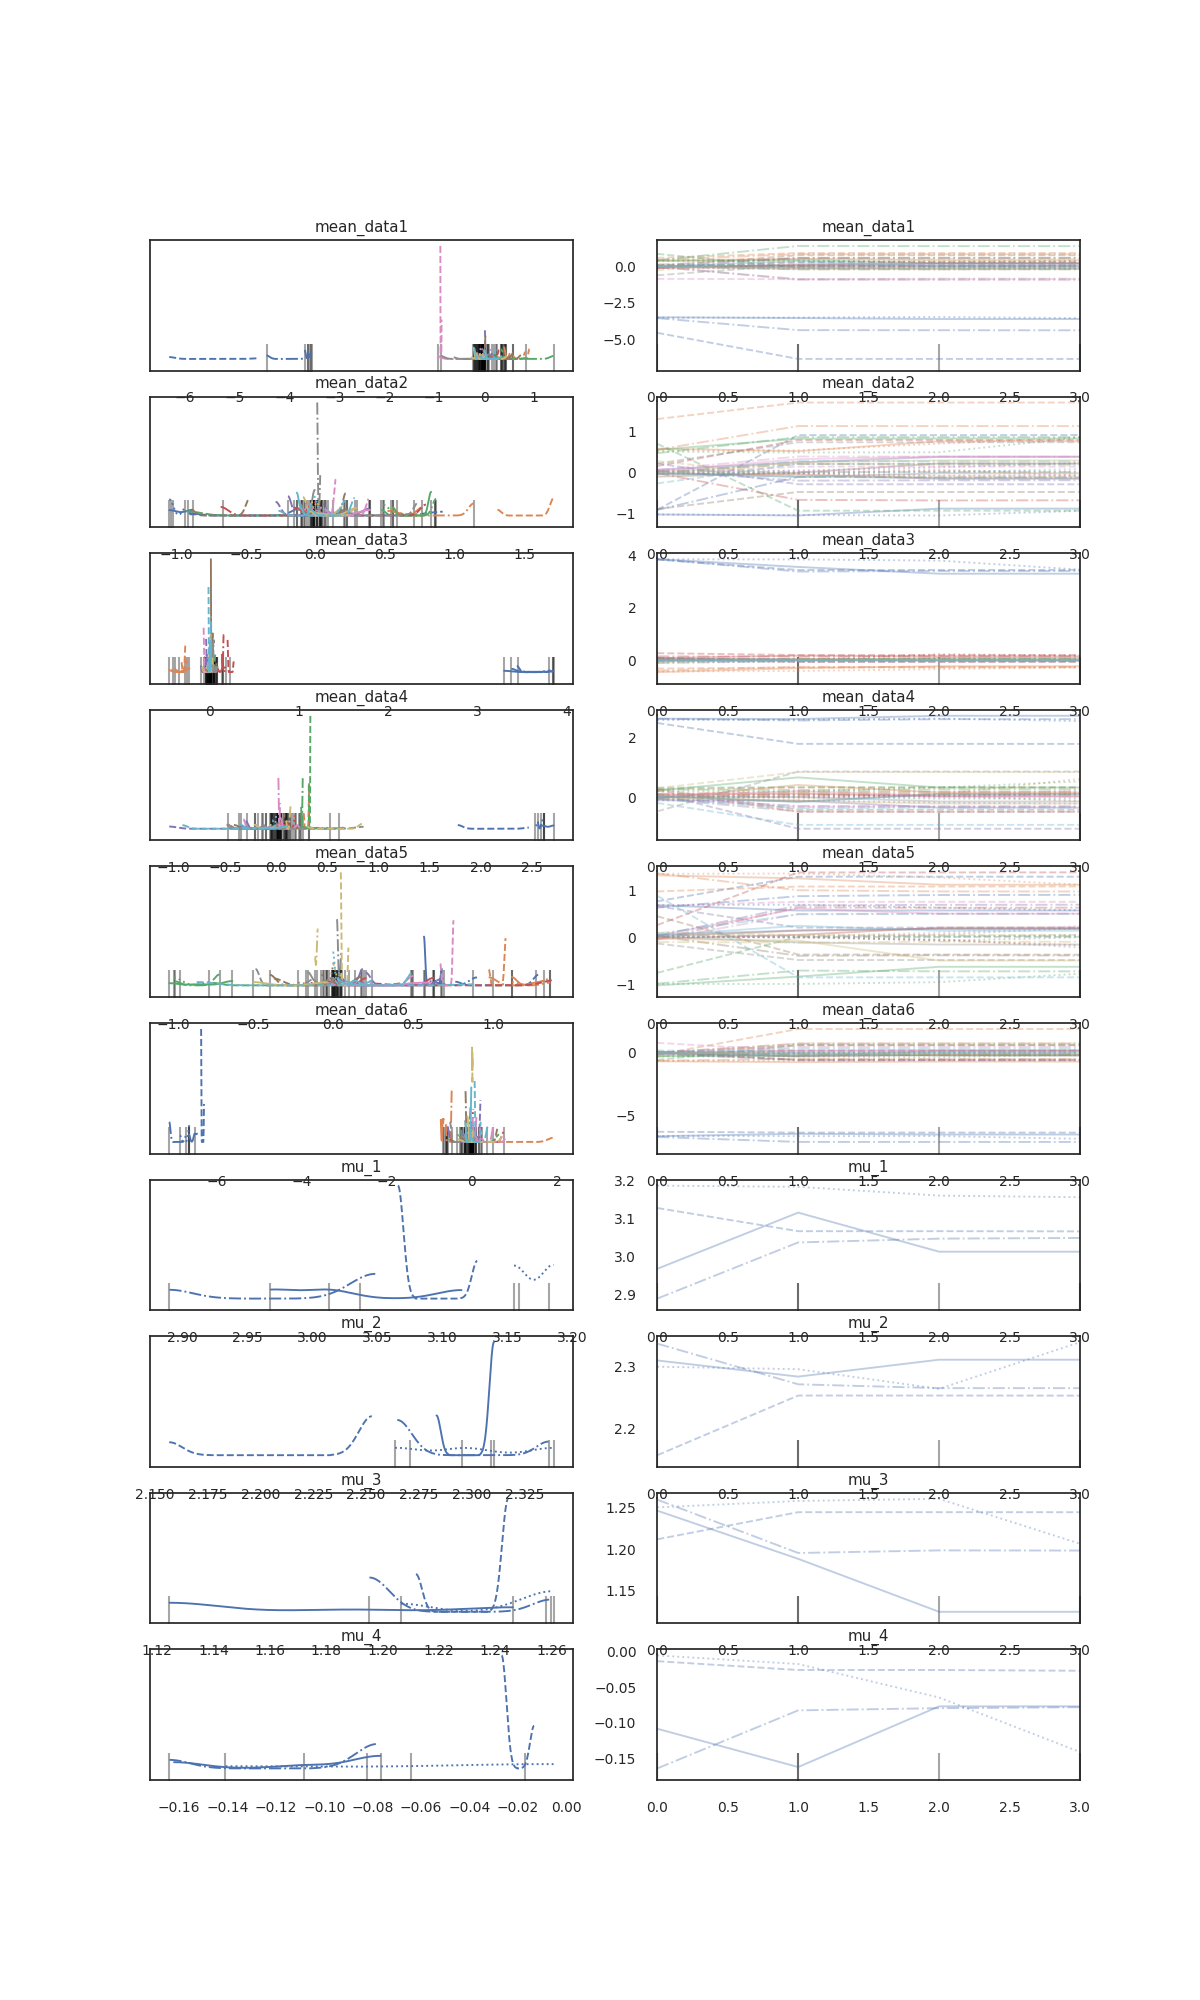 mean_data1 mean_data1
0.0
−2.5
−5.0
mean_data2 mean_data2
−6 −5 −4 −3 −2 −1 0 1 0.0 0.5 1.0 1.5 2.0 2.5 3.0
1
0
−1
mean_data3 mean_data3
−1.0 −0.5 0.0 0.5 1.0 1.5 0.0 0.5 1.0 1.5 2.0 2.5 3.0
4
2
0
mean_data4 mean_data4
0 1 2 3 4 0.0 0.5 1.0 1.5 2.0 2.5 3.0
2
0
mean_data5 mean_data5
−1.0 −0.5 0.0 0.5 1.0 1.5 2.0 2.5 0.0 0.5 1.0 1.5 2.0 2.5 3.0
1
0
−1
mean_data6 mean_data6
−1.0 −0.5 0.0 0.5 1.0 0.0 0.5 1.0 1.5 2.0 2.5 3.0
0
−5
mu_1 mu_1
−6 −4 −2 0 2 0.0 0.5 1.0 1.5 2.0 2.5 3.0
3.2
3.1
3.0
2.9
mu_2 mu_2
2.90 2.95 3.00 3.05 3.10 3.15 3.20 0.0 0.5 1.0 1.5 2.0 2.5 3.0
2.3
2.2
mu_3 mu_3
2.150 2.175 2.200 2.225 2.250 2.275 2.300 2.325 0.0 0.5 1.0 1.5 2.0 2.5 3.0
1.25
1.20
1.15
mu_4 mu_4
1.12 1.14 1.16 1.18 1.20 1.22 1.24 1.26 0.0 0.5 1.0 1.5 2.0 2.5 3.0
0.00
−0.05
−0.10
−0.15
−0.16 −0.14 −0.12 −0.10 −0.08 −0.06 −0.04 −0.02 0.00 0.0 0.5 1.0 1.5 2.0 2.5 3.0